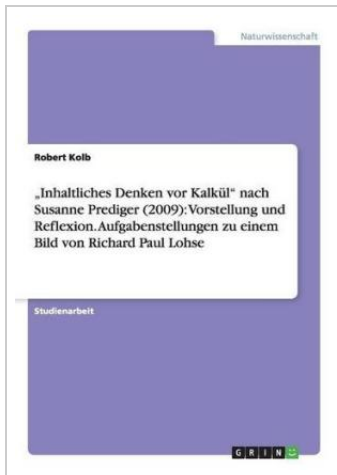 Naturwissenschaft
Robert Kolb
„Inhaltliches Denken vor Kalkül“ nach
Susanne Prediger (2009): Vorstellung und
Reflexion. Aufgabenstellungen zu einem
Bild von Richard Paul Lohse
Studienarbeit
GRIN